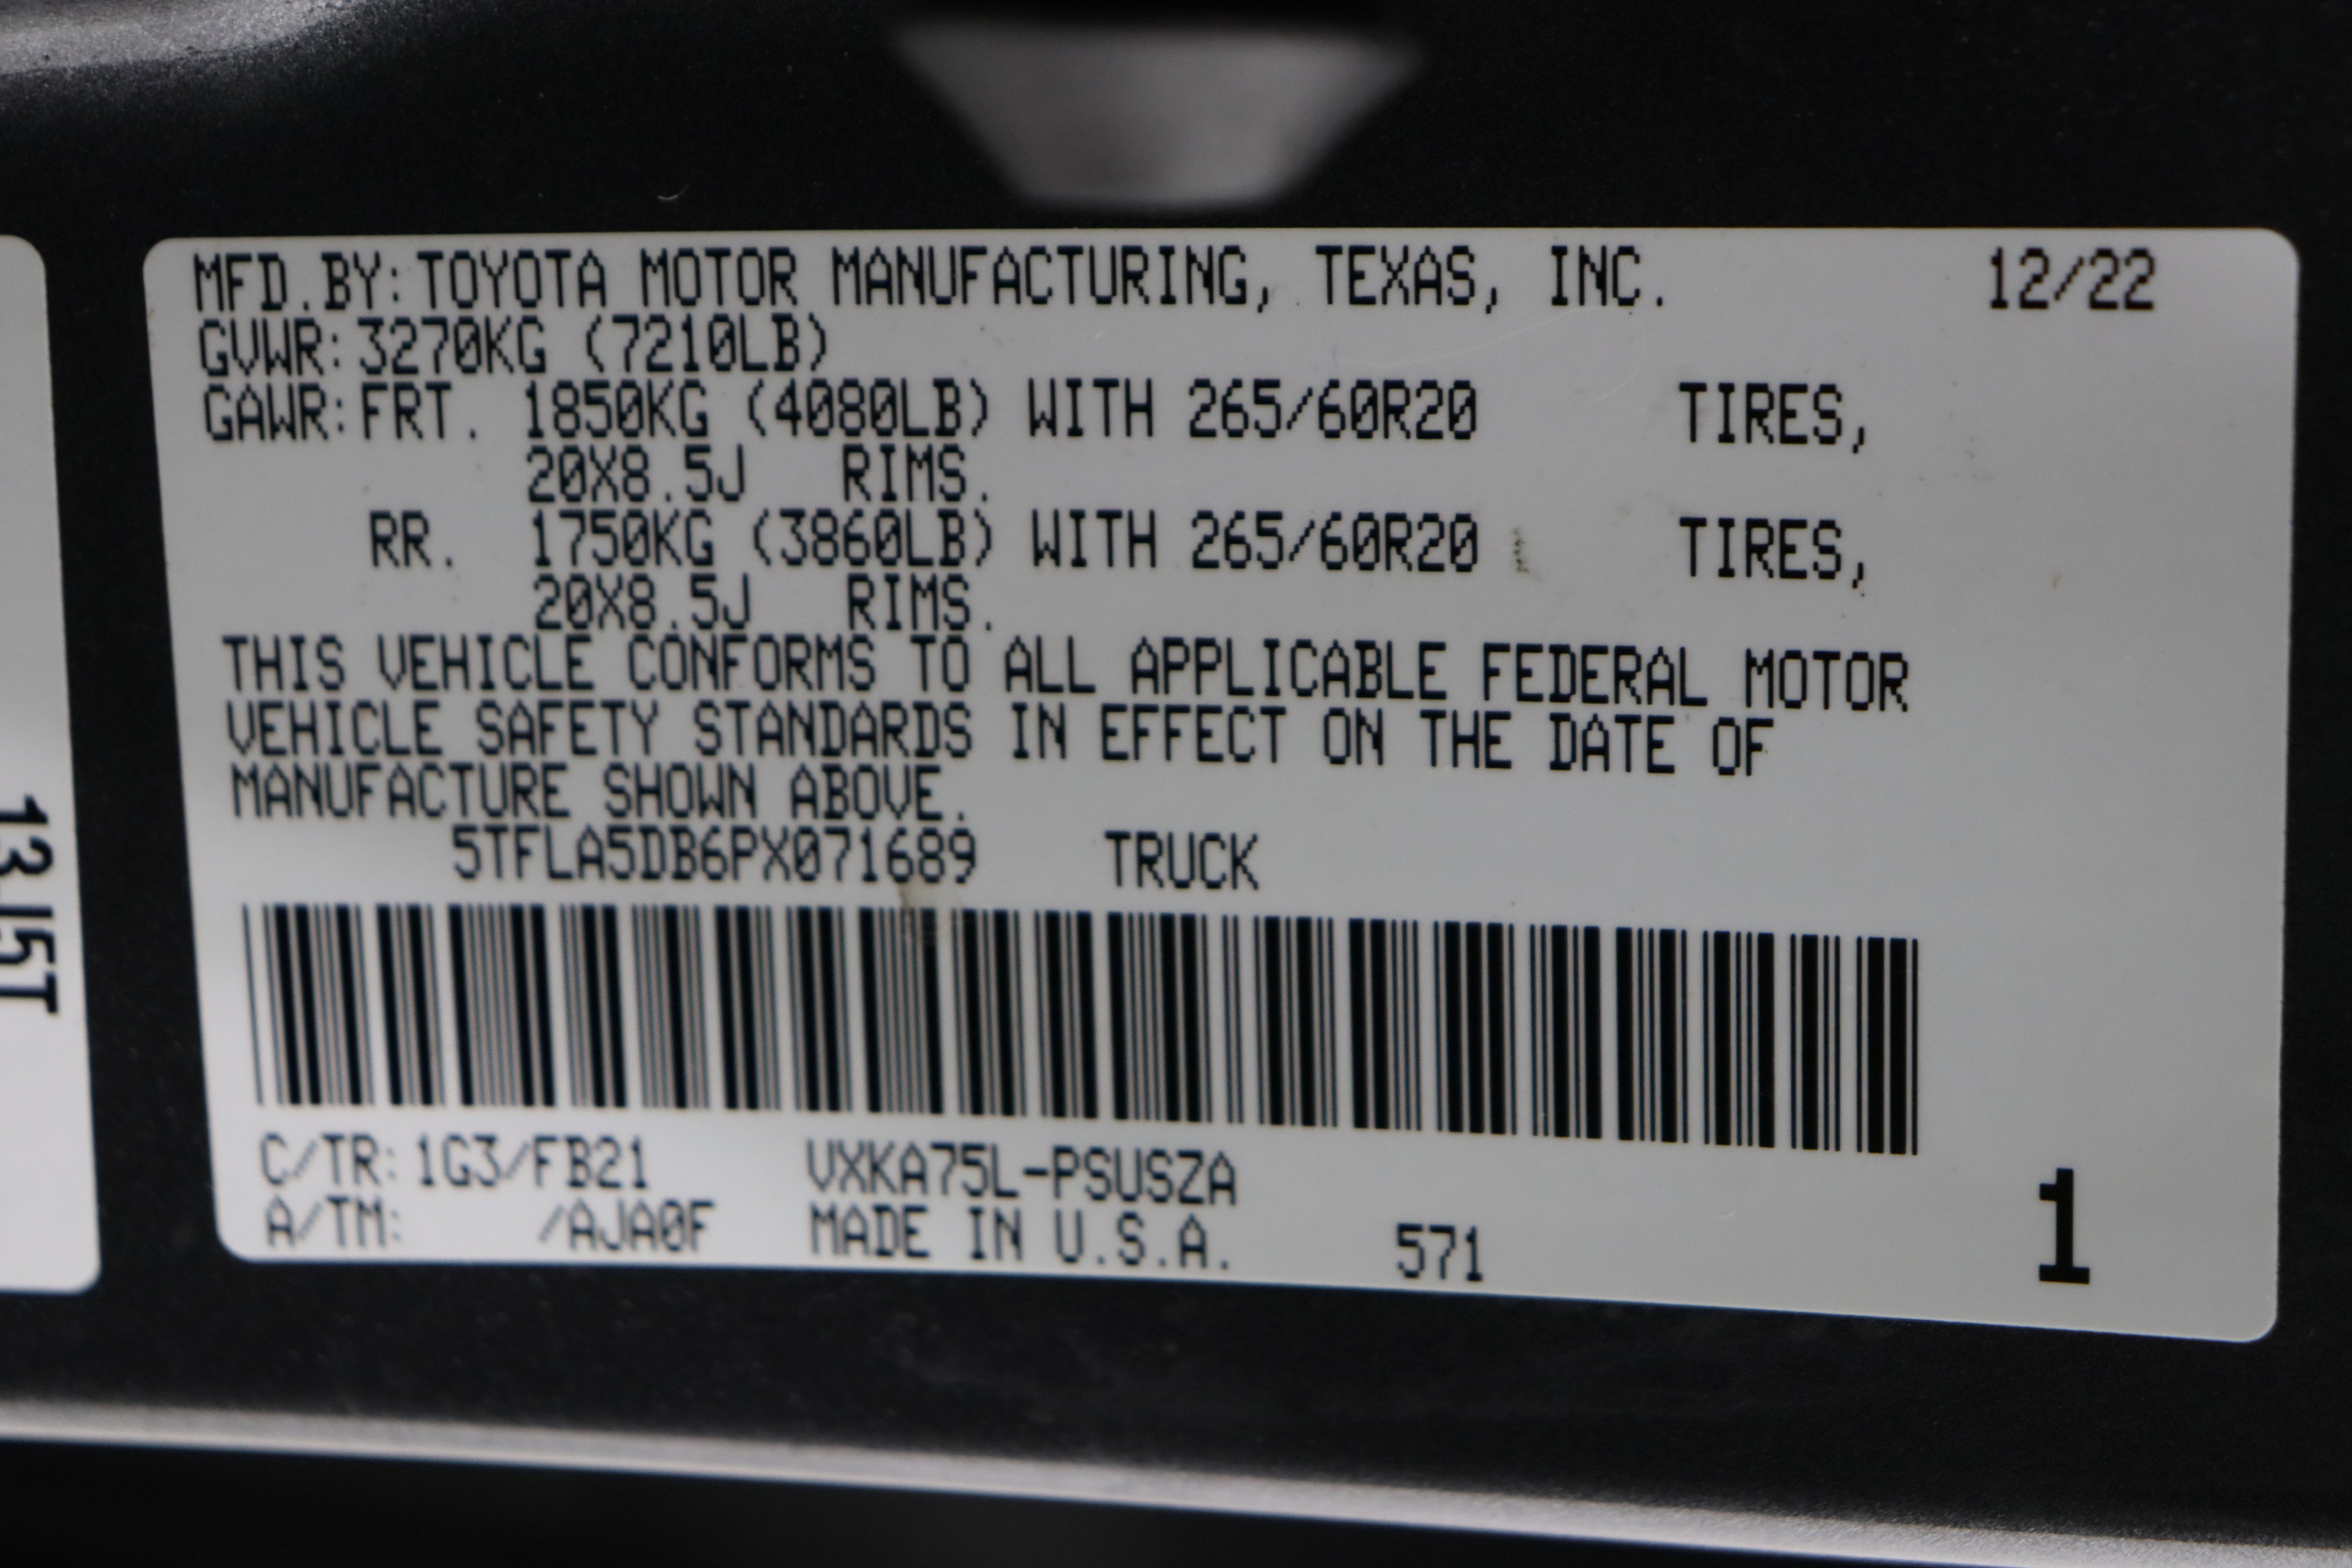 MFD.BY:TOYOTA MOTOR MANUFACTURING, TEXAS, INC. 12/22
GVWR:3270KG (7210LB)
GAWR:FRT. 1850KG (4080LB) WITH 265/60R20 TIRES,
20X8.5J RIMS.
RR. 1750KG (3860LB) WITH 265/60R20 TIRES,
20X8.5J RIMS.
THIS VEHICLE CONFORMS TO ALL APPLICABLE FEDERAL MOTOR
VEHICLE SAFETY STANDARDS IN EFFECT ON THE DATE OF
MANUFACTURE SHOWN ABOVE.
5TFLA5DB6PX071689 TRUCK
C/TR:1G3/FB21 VXKA75L-PSUSZA
A/TM: /AJA0F MADE IN U.S.A. 571 1